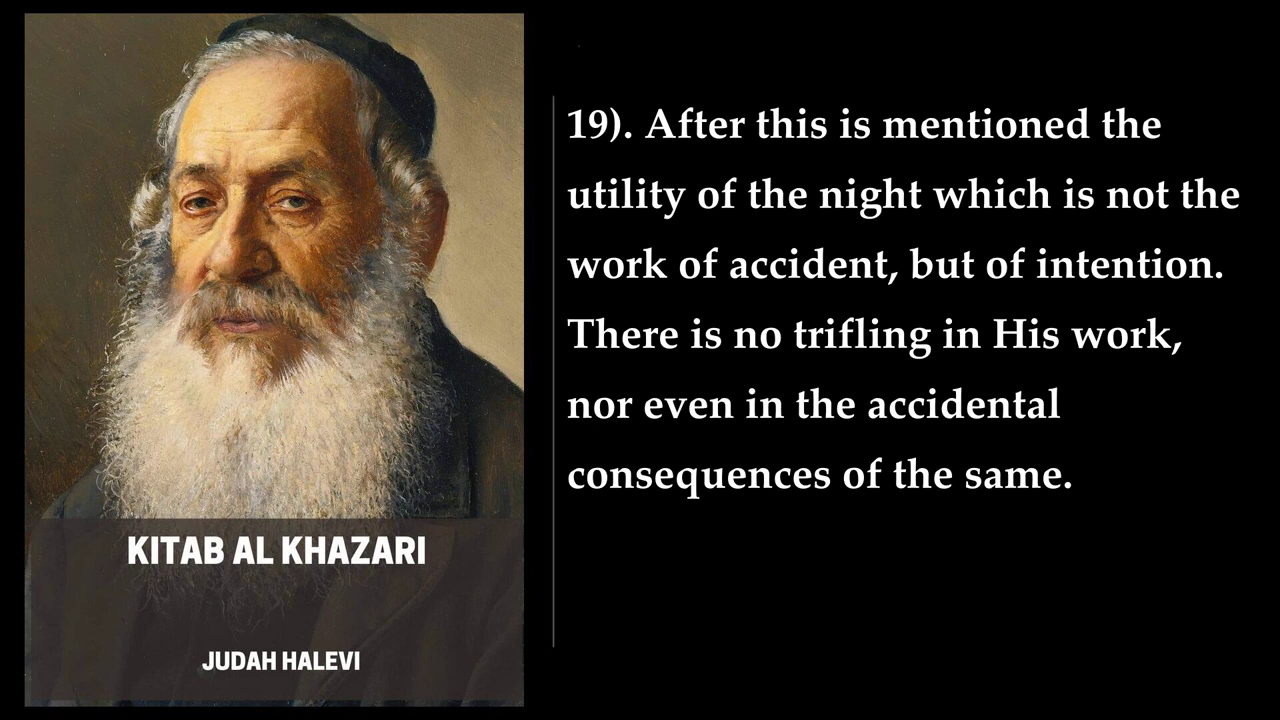 KITAB AL KHAZARI
JUDAH HALEVI
19). After this is mentioned the
utility of the night which is not the
work of accident, but of intention.
There is no trifling in His work,
nor even in the accidental
consequences of the same.